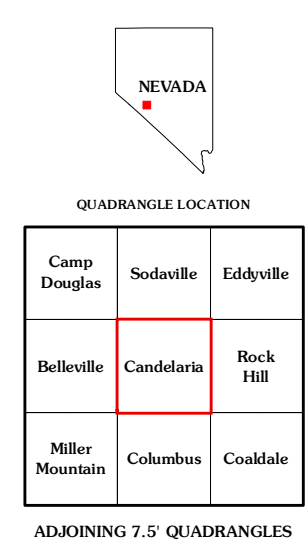 NEVADA
QUADRANGLE LOCATION
Camp
Douglas
Sodaville
Eddyville
Belleville
Candelaria
Rock
Hill
Miller
Mountain
Columbus
Coaldale
ADJOINING 7.5' QUADRANGLES